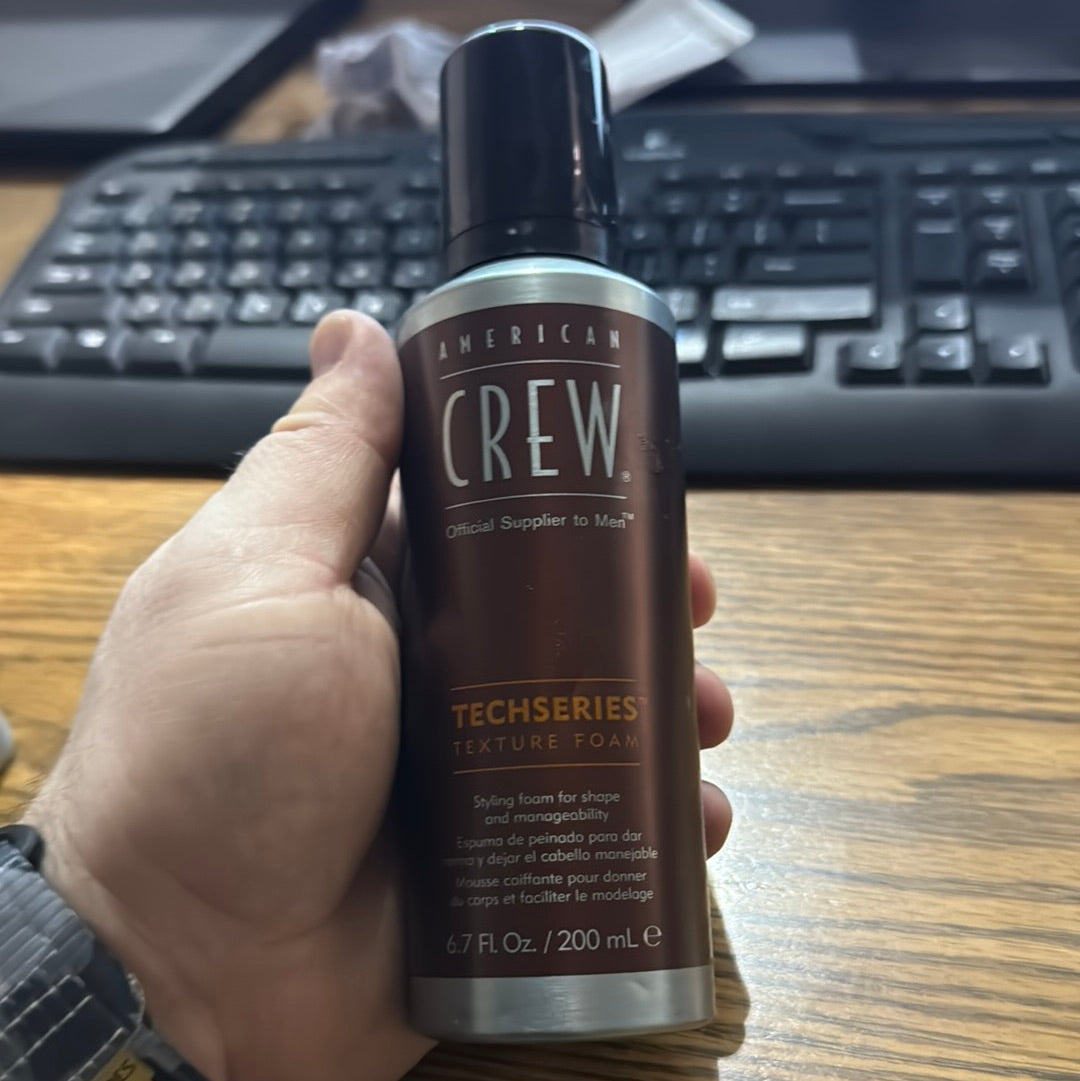 AMERICAN
CREW®
Official Supplier to Men™
TECHSERIES™
TEXTURE FOAM
Styling foam for shape
and manageability
Espuma de peinado para dar
y dejar el cabello manejable
Mousse coiffante pour donner
du corps et faciliter le modelage
6.7 Fl. Oz. / 200 mL ℮